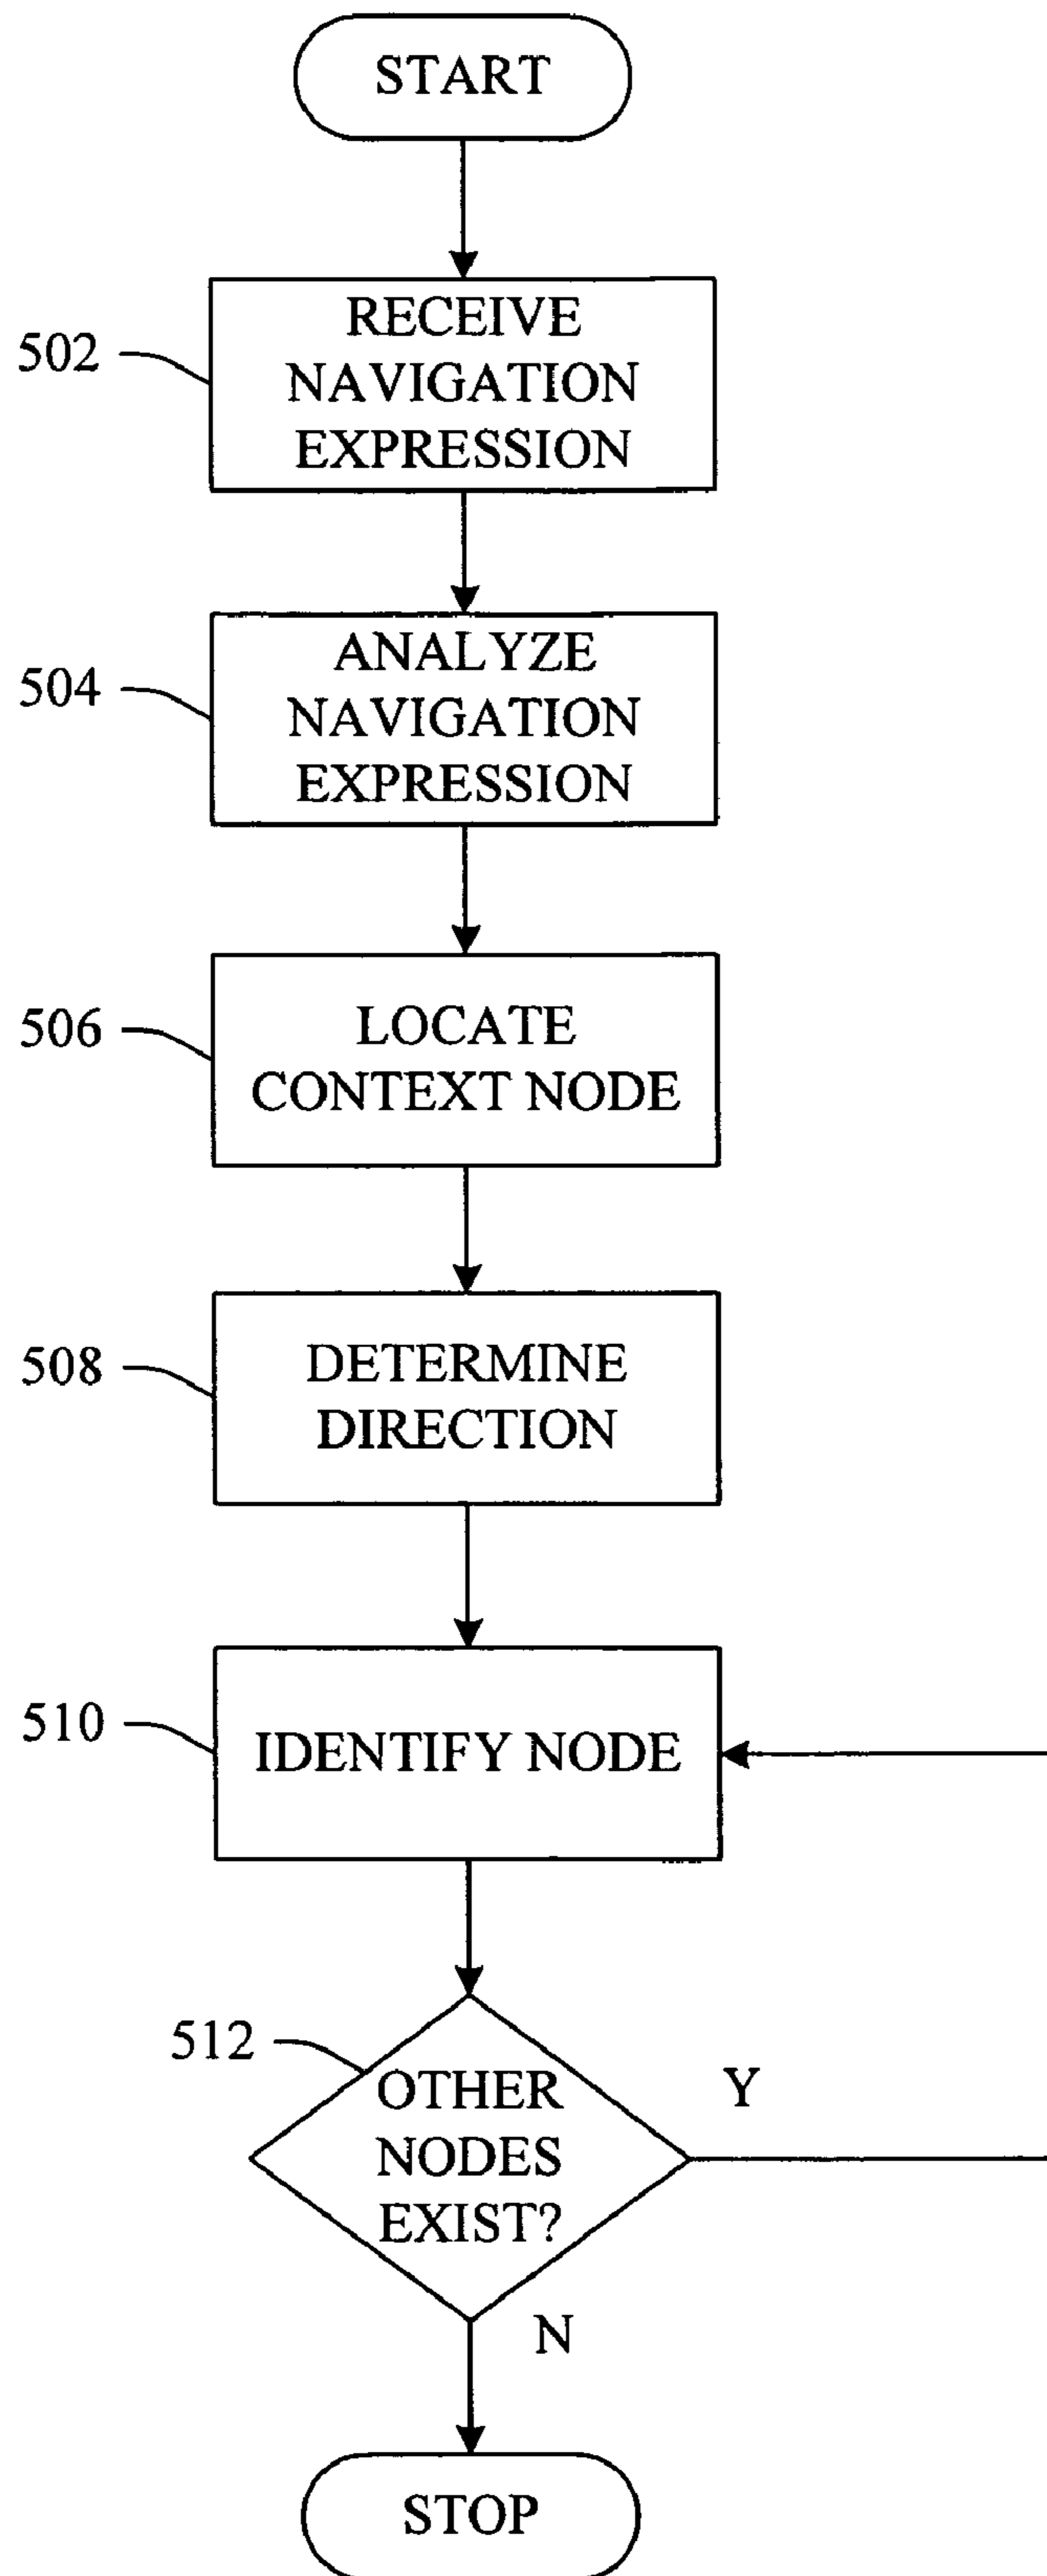 START
502
RECEIVE
NAVIGATION
EXPRESSION
504
ANALYZE
NAVIGATION
EXPRESSION
506
LOCATE
CONTEXT NODE
508
DETERMINE
DIRECTION
510
IDENTIFY NODE
512
OTHER
NODES
EXIST?
Y
N
STOP